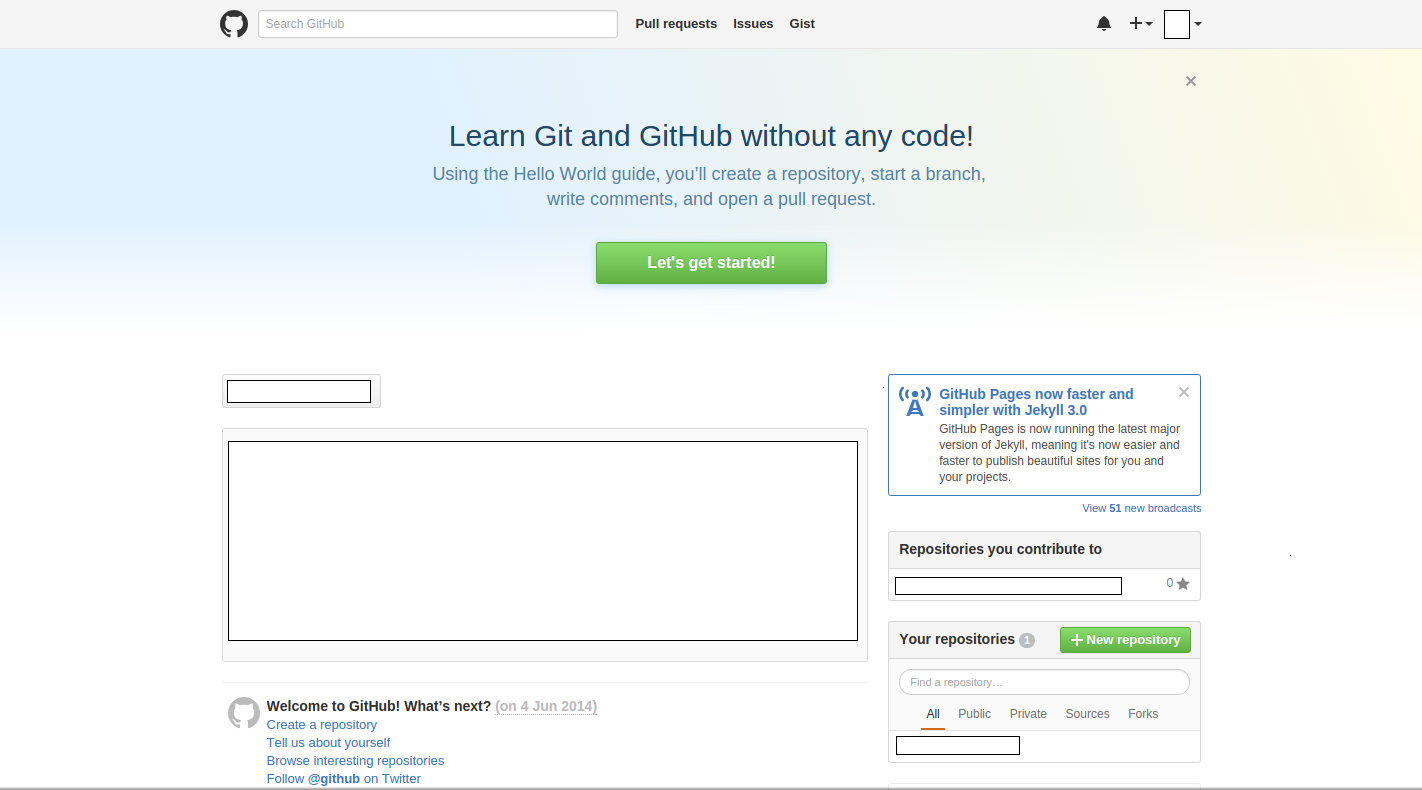 Search GitHub
Pull requests
Issues
Gist
Learn Git and GitHub without any code!
Using the Hello World guide, you’ll create a repository, start a branch,
write comments, and open a pull request.
Let's get started!
GitHub Pages now faster and
simpler with Jekyll 3.0
GitHub Pages is now running the latest major
version of Jekyll, meaning it's now easier and
faster to publish beautiful sites for you and
your projects.
View 51 new broadcasts
Repositories you contribute to
0
Your repositories 1
New repository
Find a repository…
All Public Private Sources Forks
Welcome to GitHub! What’s next? (on 4 Jun 2014)
Create a repository
Tell us about yourself
Browse interesting repositories
Follow @github on Twitter